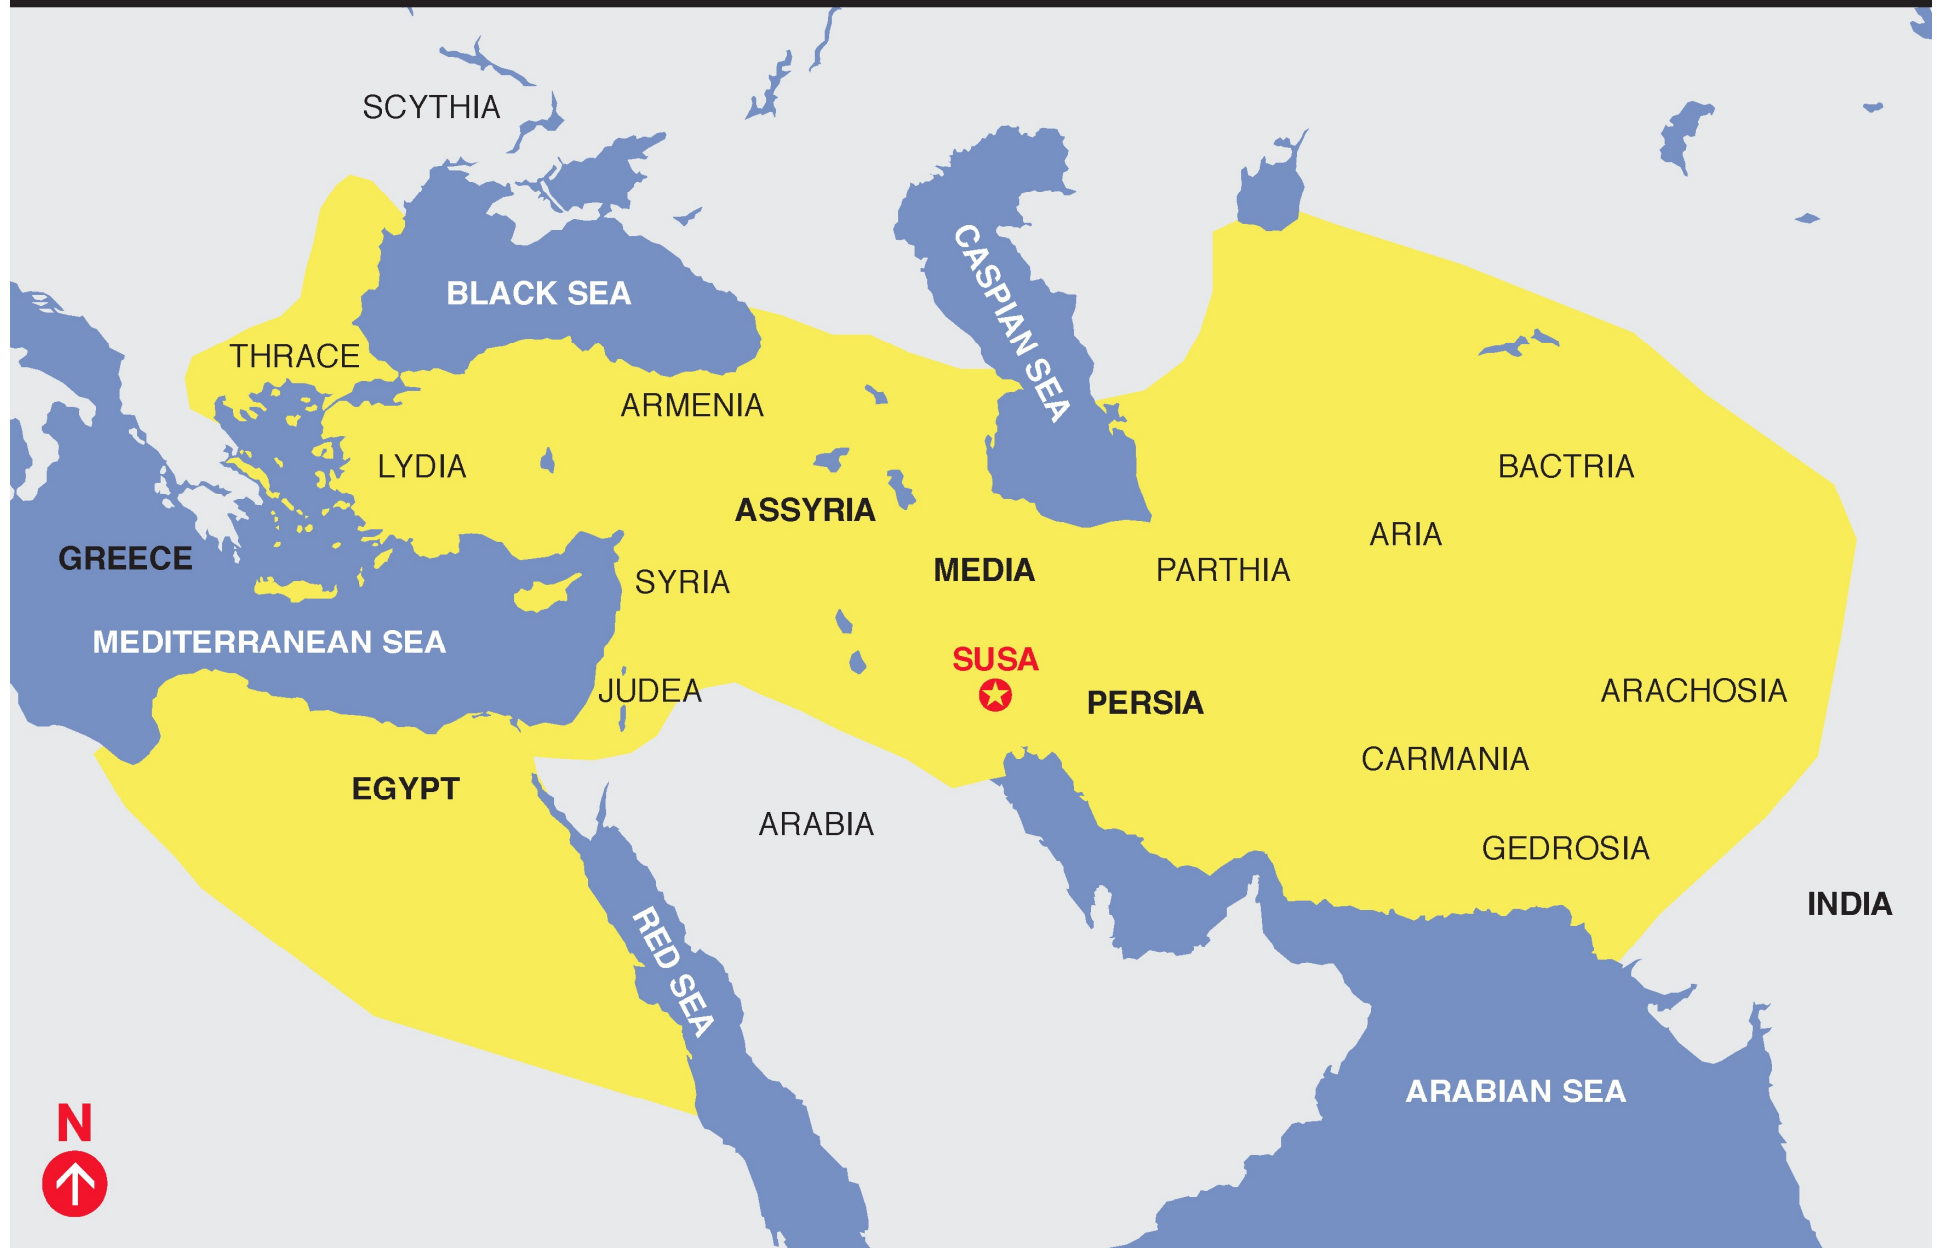 SCYTHIA
BLACK SEA
CASPIAN SEA
THRACE
ARMENIA
LYDIA
BACTRIA
ASSYRIA
ARIA
GREECE
MEDIA
PARTHIA
SYRIA
MEDITERRANEAN SEA
SUSA
JUDEA
PERSIA
ARACHOSIA
CARMANIA
EGYPT
ARABIA
GEDROSIA
INDIA
RED SEA
ARABIAN SEA
N